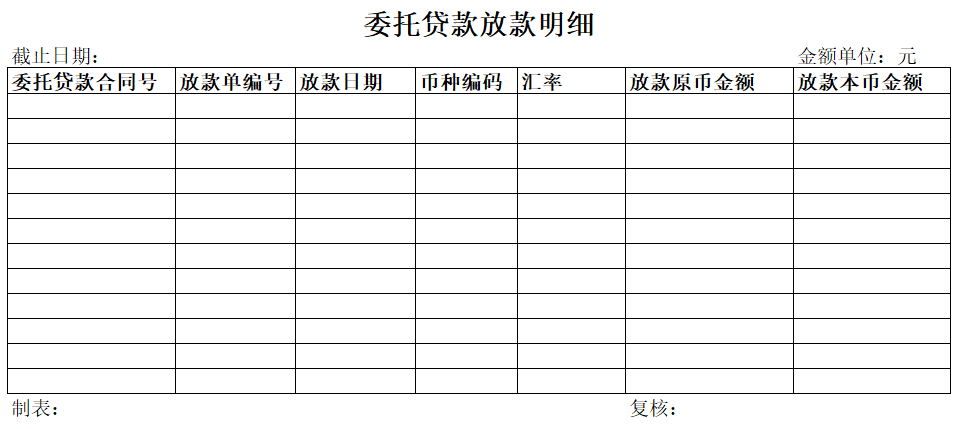 委托贷款放款明细
截止日期： 金额单位：元
委托贷款合同号 放款单编号 放款日期 币种编码 汇率 放款原币金额 放款本币金额
制表： 复核：